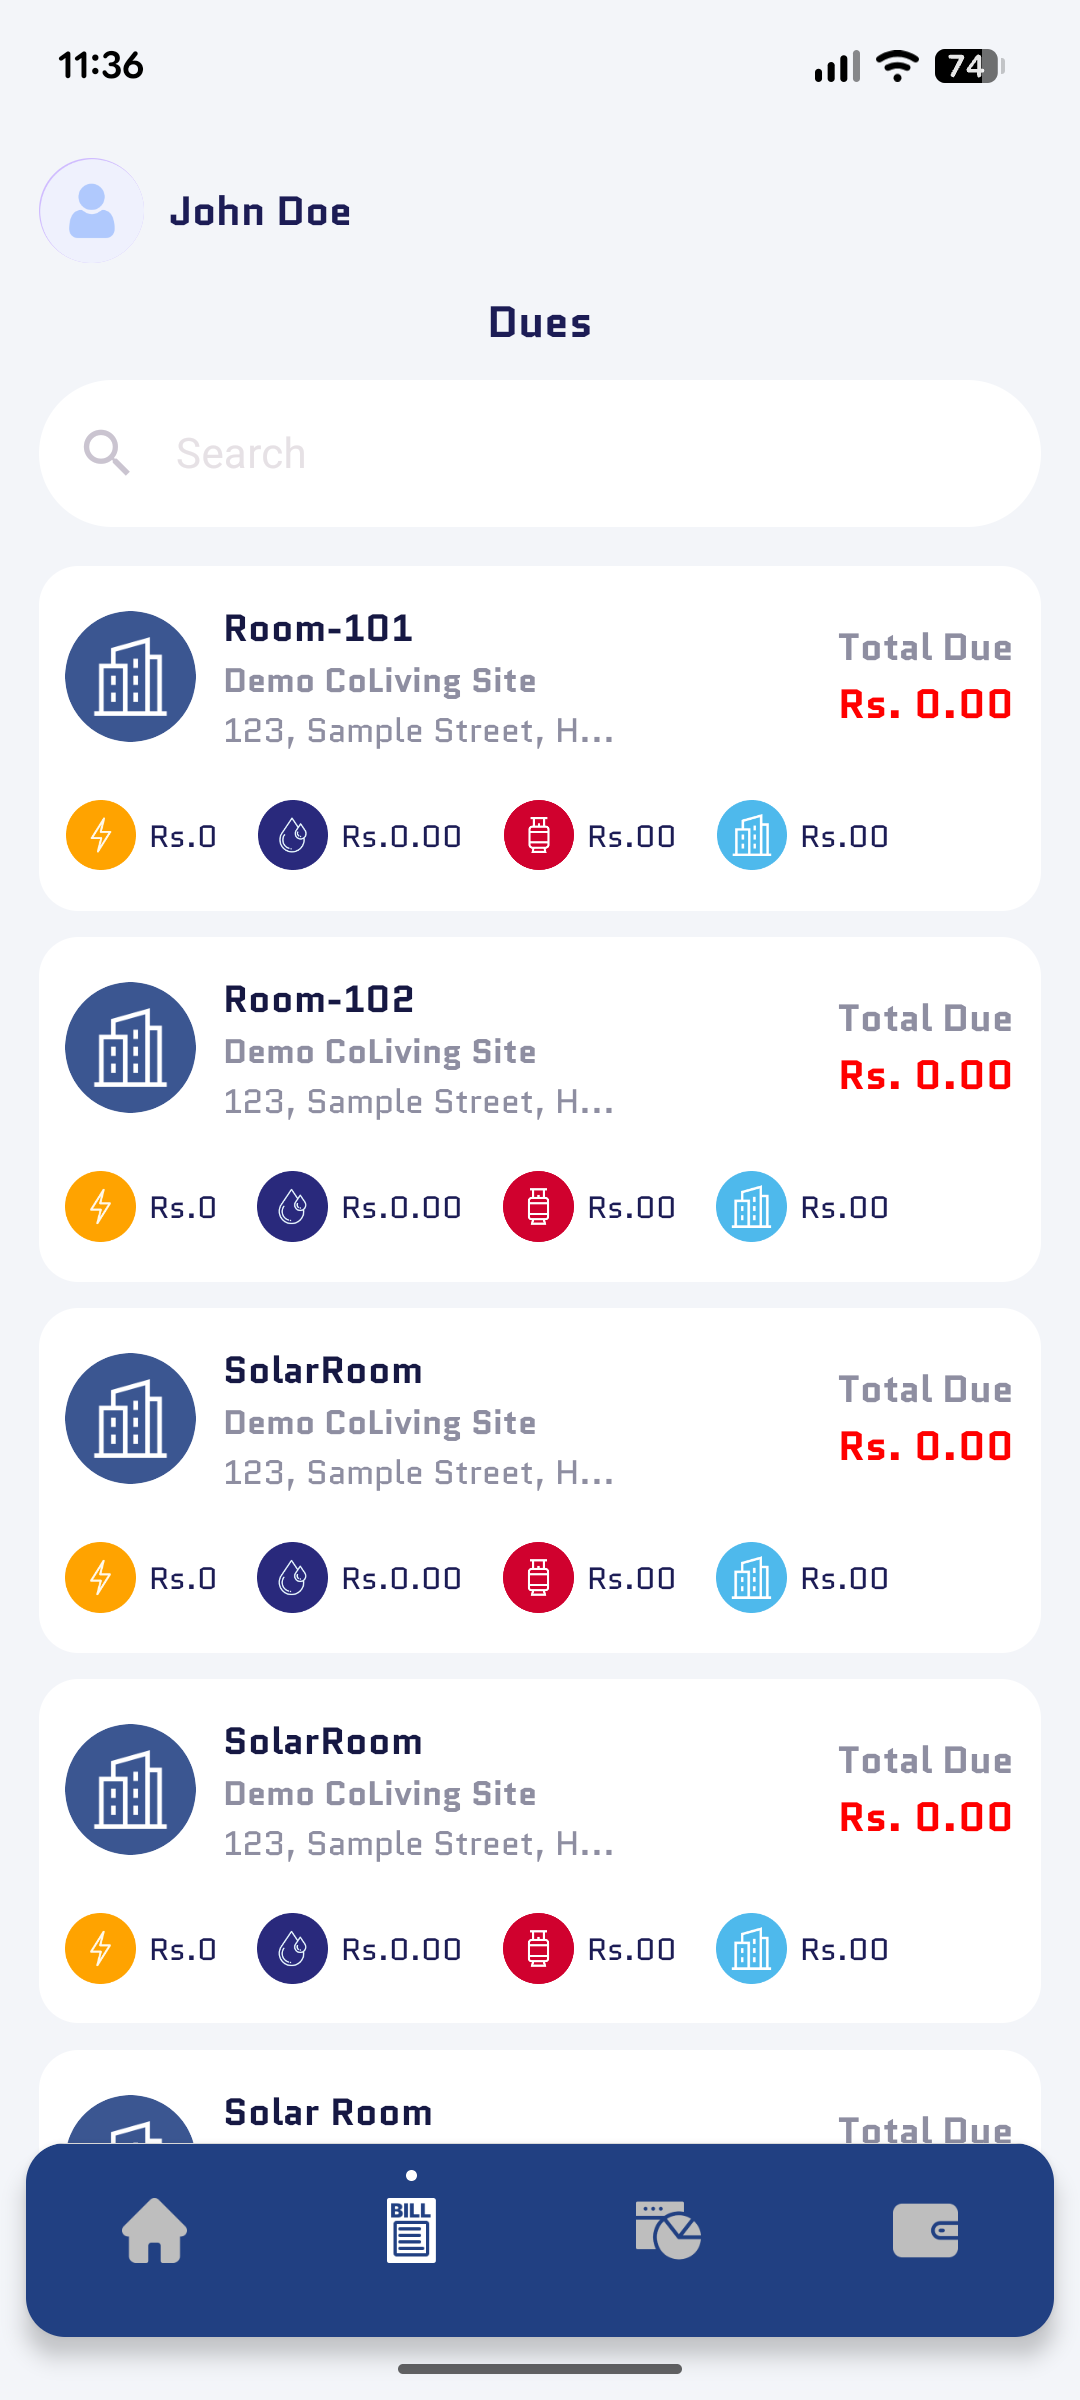 11:36
74
John Doe
Dues
Search
Room-101
Demo CoLiving Site
123, Sample Street, H...
Total Due
Rs. 0.00
Rs.0
Rs.0.00
Rs.00
Rs.00
Room-102
Demo CoLiving Site
123, Sample Street, H...
Total Due
Rs. 0.00
Rs.0
Rs.0.00
Rs.00
Rs.00
SolarRoom
Demo CoLiving Site
123, Sample Street, H...
Total Due
Rs. 0.00
Rs.0
Rs.0.00
Rs.00
Rs.00
SolarRoom
Demo CoLiving Site
123, Sample Street, H...
Total Due
Rs. 0.00
Rs.0
Rs.0.00
Rs.00
Rs.00
Solar Room
Total Due
BILL